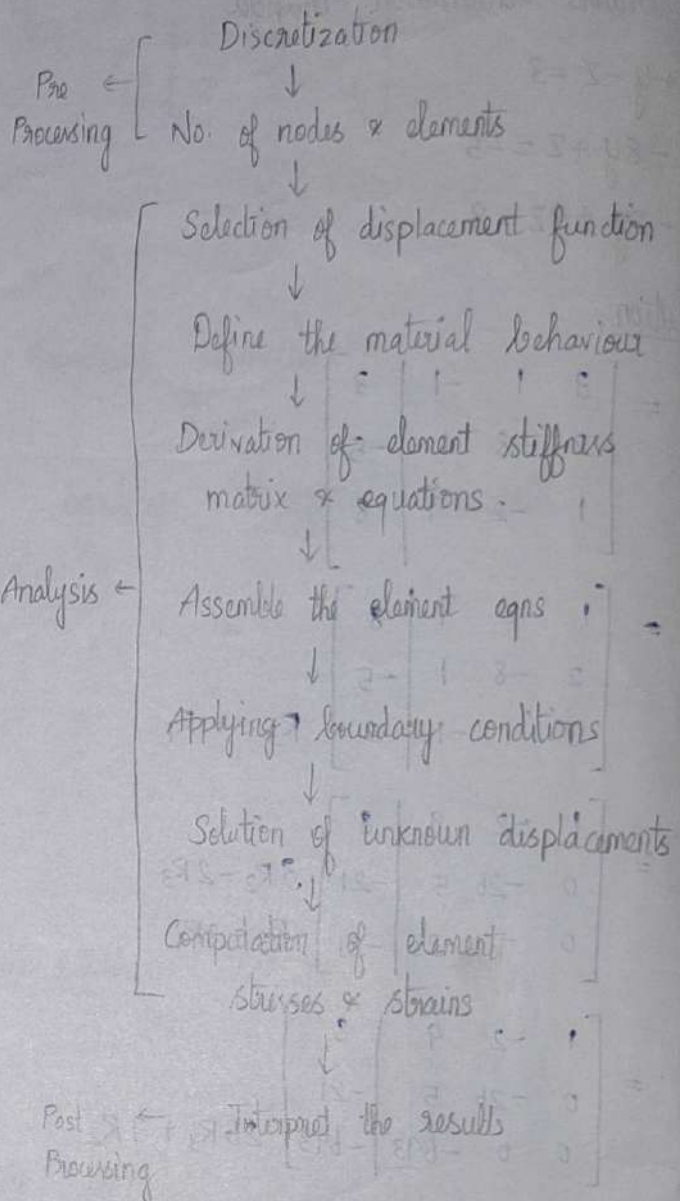 Discretization
↓
Pre Processing ← No. of nodes & elements
↓
Selection of displacement function
↓
Define the material behaviour
↓
Derivation of element stiffness
matrix & equations.
↓
Analysis ← Assemble the element eqns
↓
Applying boundary conditions
↓
Solution of unknown displacements
↓
Computation of element
stresses & strains
↓
Post Processing ← Interpret the results